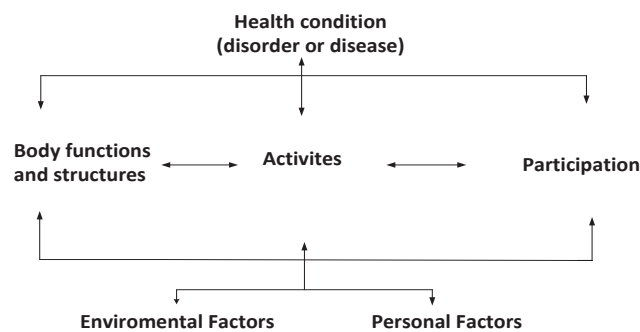 Health condition
(disorder or disease)
Body functions
and structures
Activites
Participation
Enviromental Factors
Personal Factors